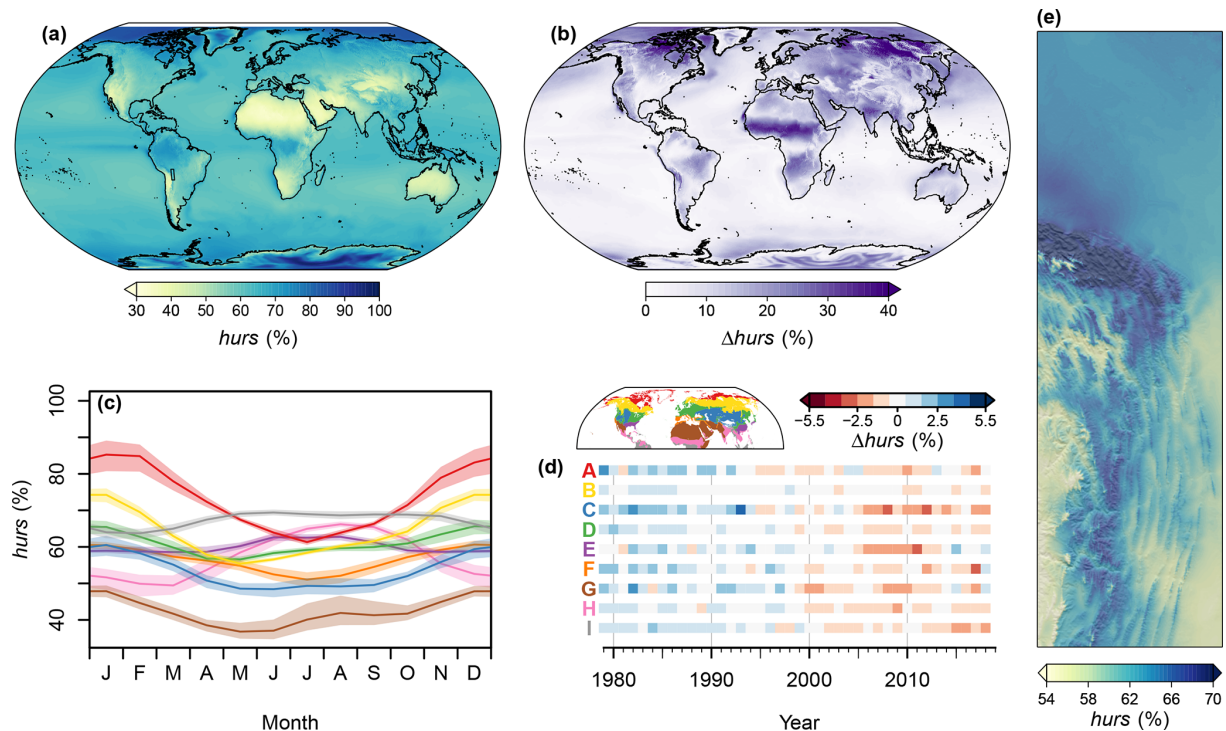 (a)
(b)
(e)
30 40 50 60 70 80 90 100
hurs (%)
0 10 20 30 40
Δhurs (%)
(c)
100
80
60
40
hurs (%)
J F M A M J J A S O N D
Month
−5.5 −2.5 0 2.5 5.5
Δhurs (%)
(d)
A
B
C
D
E
F
G
H
I
1980 1990 2000 2010
Year
54 58 62 66 70
hurs (%)